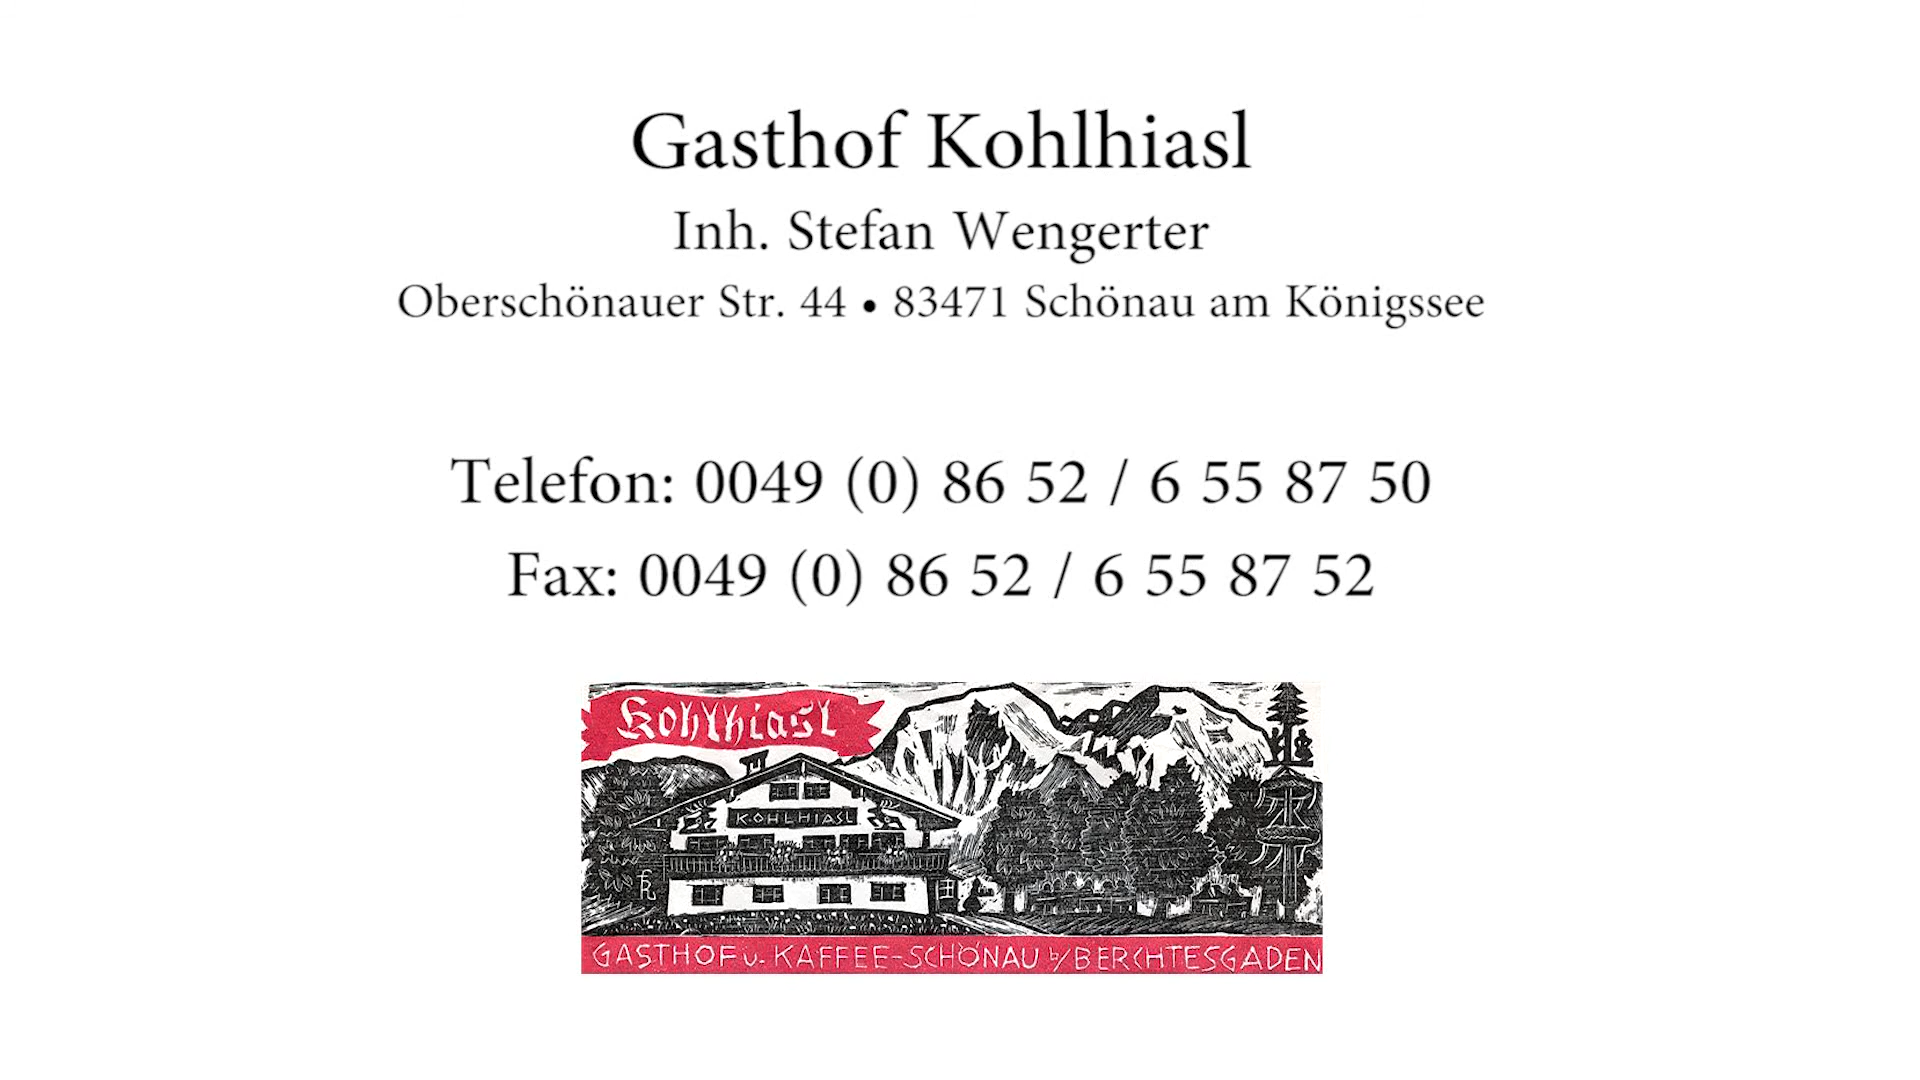 Gasthof Kohlhiasl
Inh. Stefan Wengerter
Oberschönauer Str. 44 • 83471 Schönau am Königssee
Telefon: 0049 (0) 86 52 / 6 55 87 50
Fax: 0049 (0) 86 52 / 6 55 87 52
Kohlhiasl
KOHLHIASL
FR
GASTHOF u. KAFFEE-SCHÖNAU b/BERCHTESGADEN